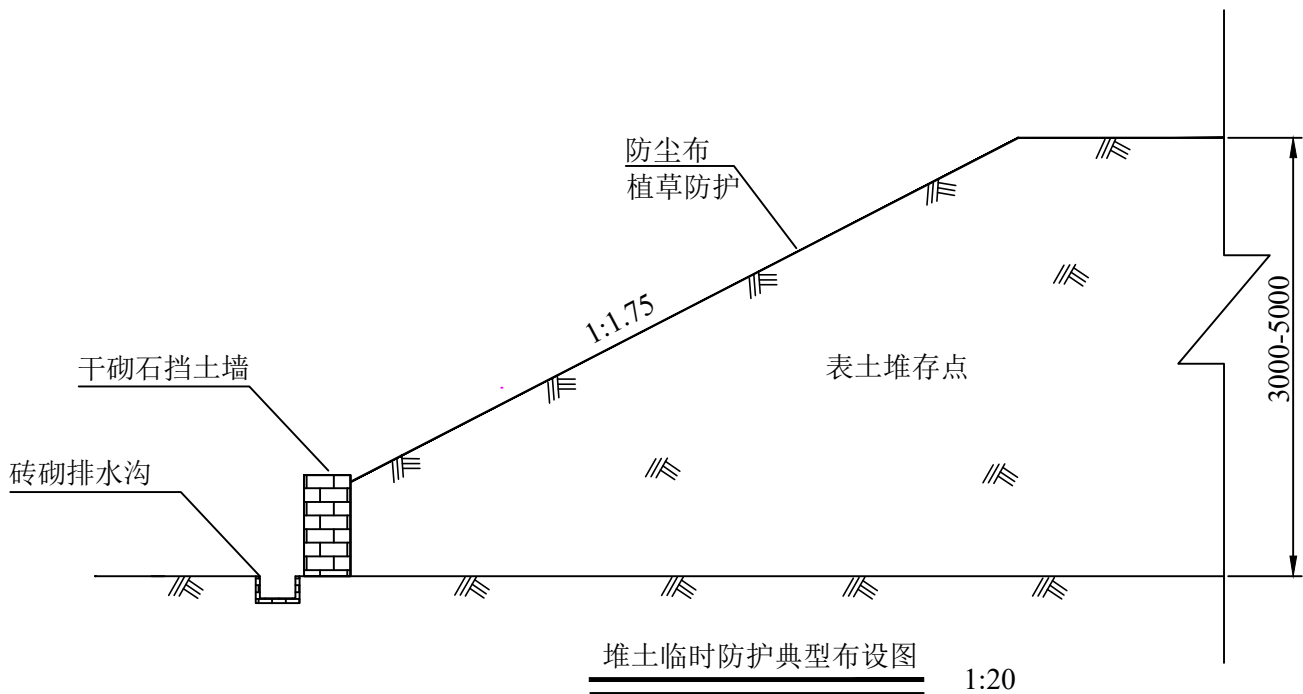 防尘布
植草防护
1:1.75
干砌石挡土墙
表土堆存点
3000-5000
砖砌排水沟
堆土临时防护典型布设图
1:20